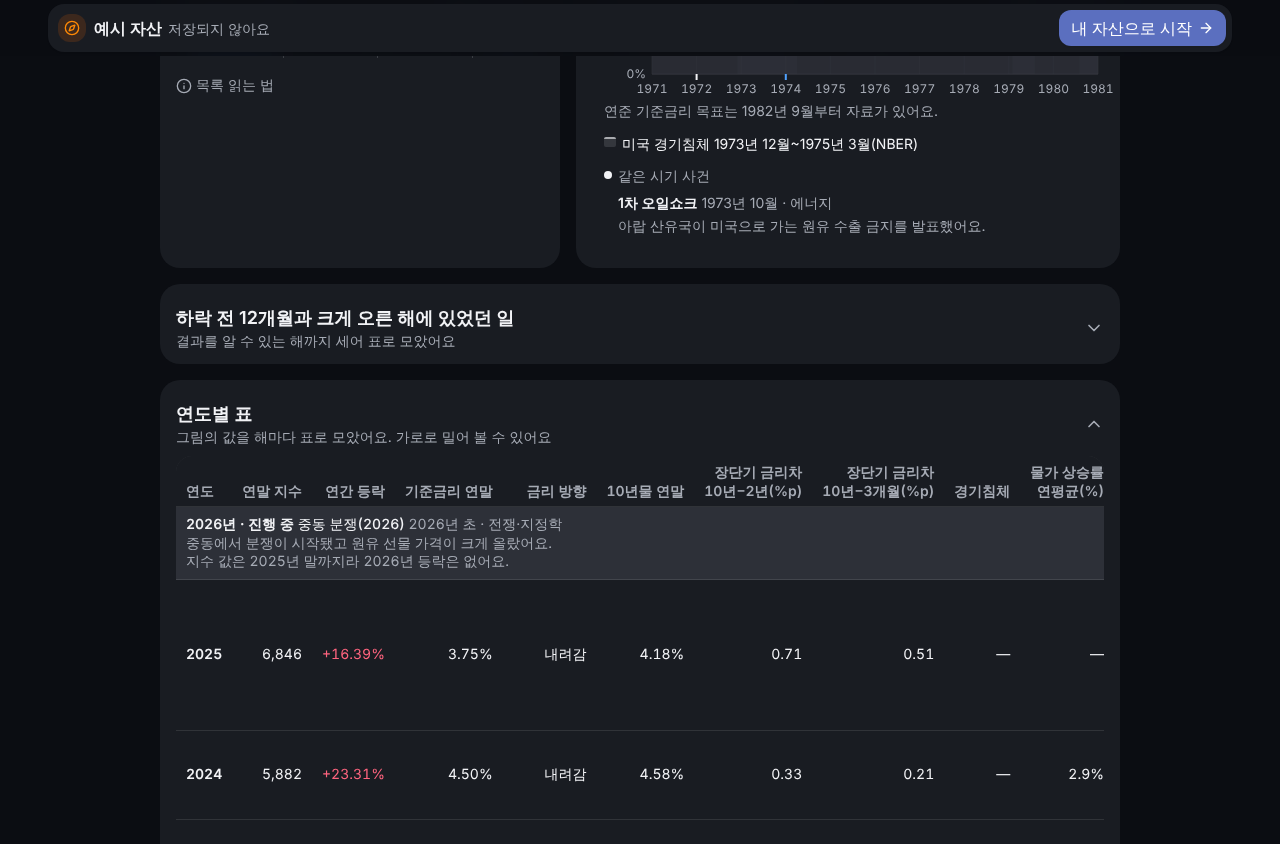 예시 자산 저장되지 않아요
내 자산으로 시작 →
목록 읽는 법
0%
1971 1972 1973 1974 1975 1976 1977 1978 1979 1980 1981
연준 기준금리 목표는 1982년 9월부터 자료가 있어요.
미국 경기침체 1973년 12월~1975년 3월(NBER)
같은 시기 사건
1차 오일쇼크 1973년 10월 · 에너지
아랍 산유국이 미국으로 가는 원유 수출 금지를 발표했어요.
하락 전 12개월과 크게 오른 해에 있었던 일
결과를 알 수 있는 해까지 세어 표로 모았어요
연도별 표
그림의 값을 해마다 표로 모았어요. 가로로 밀어 볼 수 있어요
연도 연말 지수 연간 등락 기준금리 연말 금리 방향 10년물 연말 장단기 금리차 10년−2년(%p) 장단기 금리차 10년−3개월(%p) 경기침체 물가 상승률 연평균(%)
2026년 · 진행 중 중동 분쟁(2026) 2026년 초 · 전쟁·지정학
중동에서 분쟁이 시작됐고 원유 선물 가격이 크게 올랐어요.
지수 값은 2025년 말까지라 2026년 등락은 없어요.
2025 6,846 +16.39% 3.75% 내려감 4.18% 0.71 0.51 — —
2024 5,882 +23.31% 4.50% 내려감 4.58% 0.33 0.21 — 2.9%